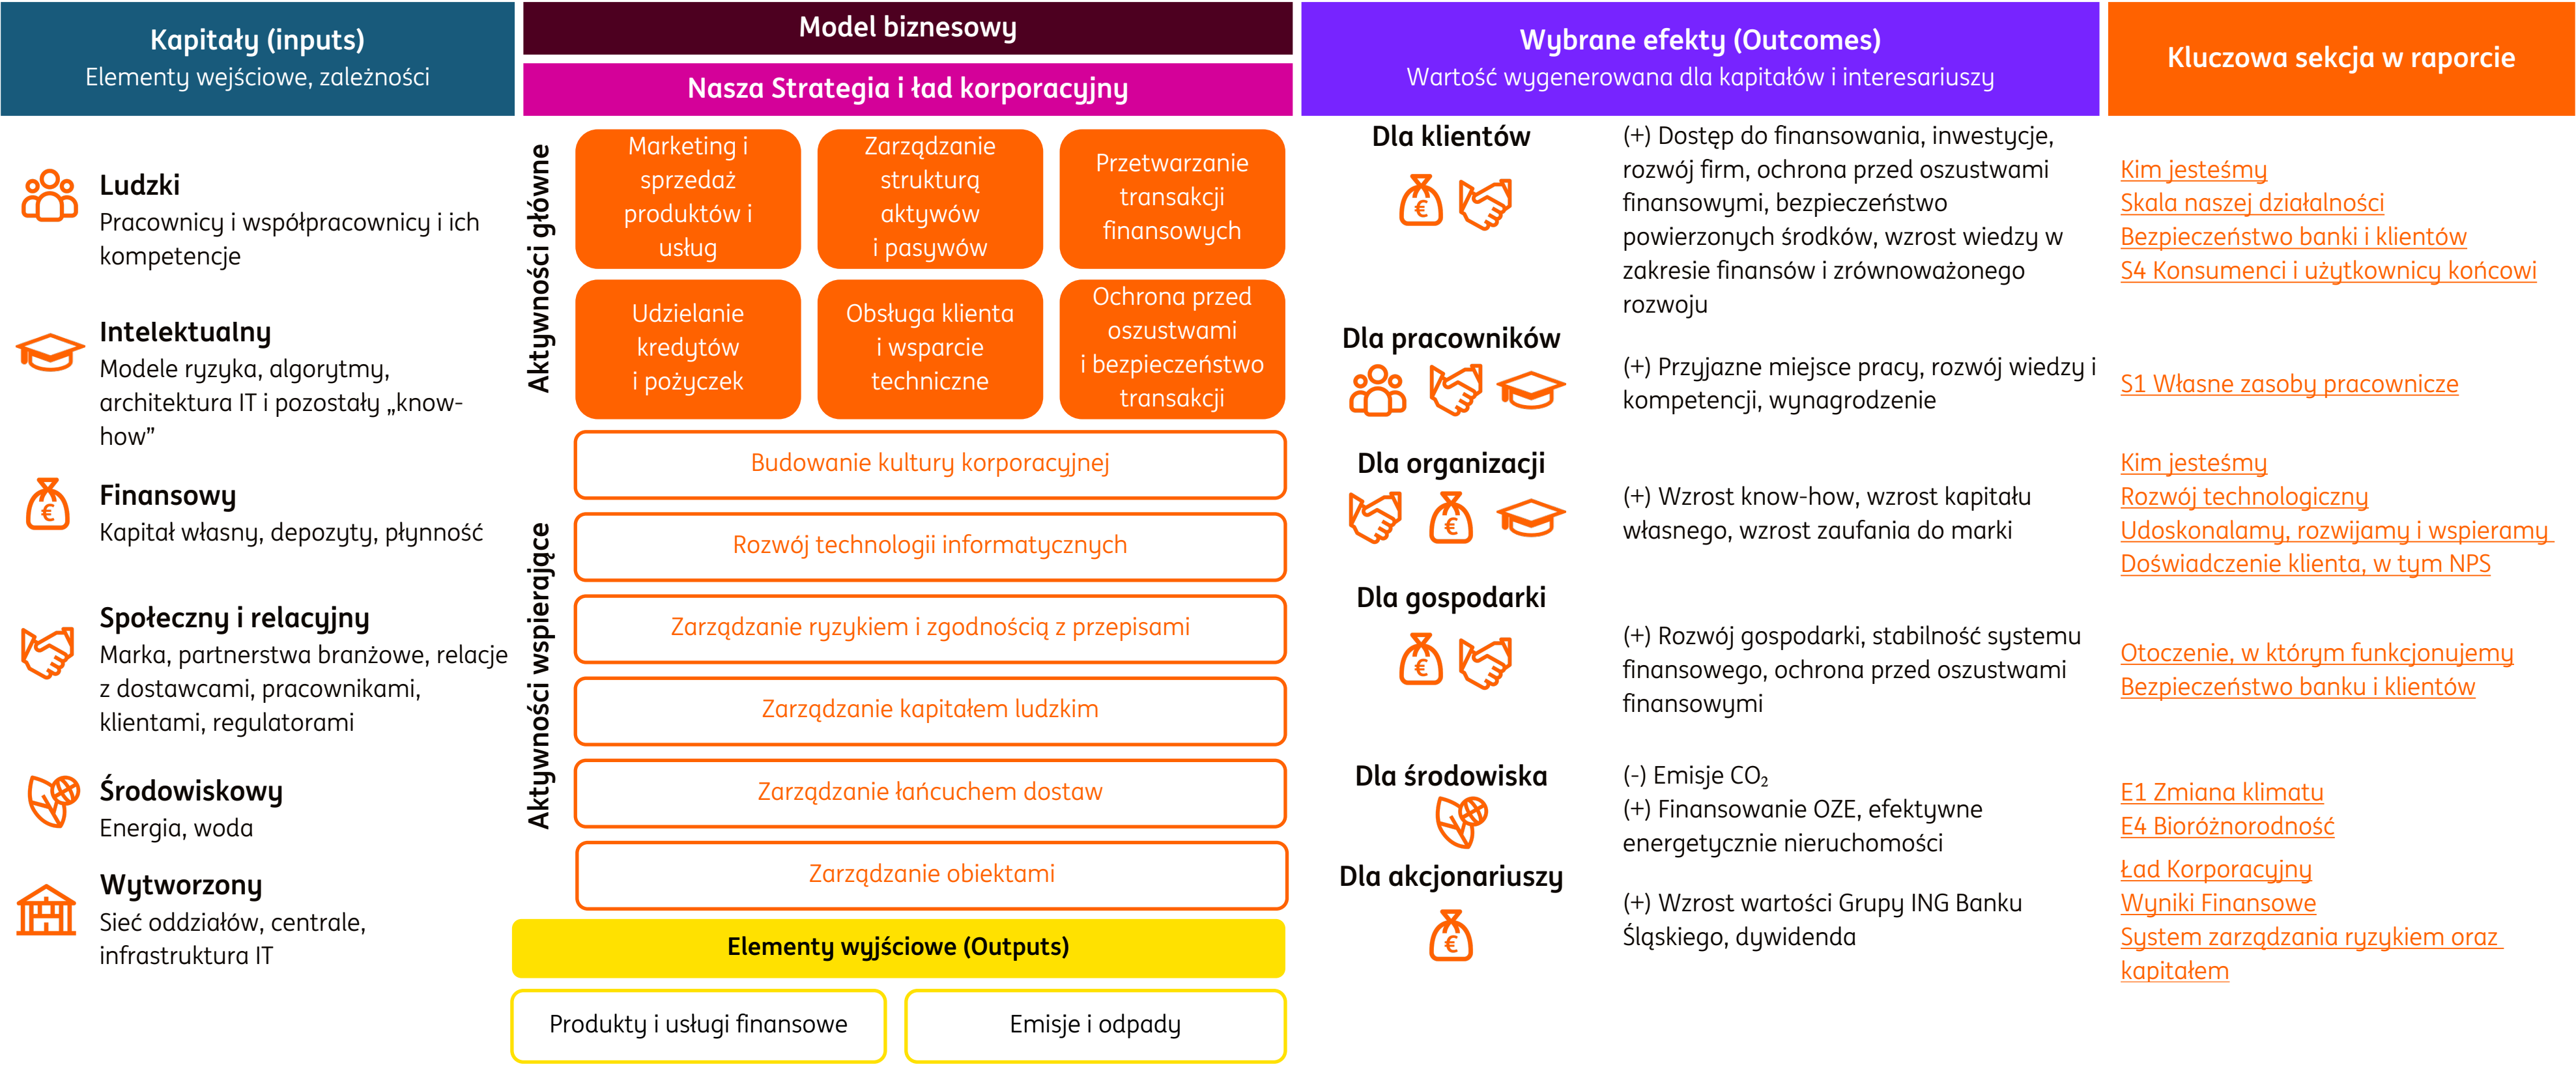 Kapitały (inputs)
Elementy wejściowe, zależności
Ludzki
Pracownicy i współpracownicy i ich
kompetencje
Intelektualny
Modele ryzyka, algorytmy,
architektura IT i pozostały „know-
how”
Finansowy
Kapitał własny, depozyty, płynność
Społeczny i relacyjny
Marka, partnerstwa branżowe, relacje
z dostawcami, pracownikami,
klientami, regulatorami
Środowiskowy
Energia, woda
Wytworzony
Sieć oddziałów, centrale,
infrastruktura IT
Model biznesowy
Nasza Strategia i ład korporacyjny
Aktywności główne
Marketing i
sprzedaż
produktów i
usług
Zarządzanie
strukturą
aktywów
i pasywów
Przetwarzanie
transakcji
finansowych
Udzielanie
kredytów
i pożyczek
Obsługa klienta
i wsparcie
techniczne
Ochrona przed
oszustwami
i bezpieczeństwo
transakcji
Aktywności wspierające
Budowanie kultury korporacyjnej
Rozwój technologii informatycznych
Zarządzanie ryzykiem i zgodnością z przepisami
Zarządzanie kapitałem ludzkim
Zarządzanie łańcuchem dostaw
Zarządzanie obiektami
Elementy wyjściowe (Outputs)
Produkty i usługi finansowe
Emisje i odpady
Wybrane efekty (Outcomes)
Wartość wygenerowana dla kapitałów i interesariuszy
Dla klientów
€
(+) Dostęp do finansowania, inwestycje,
rozwój firm, ochrona przed oszustwami
finansowymi, bezpieczeństwo
powierzonych środków, wzrost wiedzy w
zakresie finansów i zrównoważonego
rozwoju
Dla pracowników
(+) Przyjazne miejsce pracy, rozwój wiedzy i
kompetencji, wynagrodzenie
Dla organizacji
€
(+) Wzrost know-how, wzrost kapitału
własnego, wzrost zaufania do marki
Dla gospodarki
€
(+) Rozwój gospodarki, stabilność systemu
finansowego, ochrona przed oszustwami
finansowymi
Dla środowiska
(-) Emisje CO₂
(+) Finansowanie OZE, efektywne
energetycznie nieruchomości
Dla akcjonariuszy
€
(+) Wzrost wartości Grupy ING Banku
Śląskiego, dywidenda
Kluczowa sekcja w raporcie
Kim jesteśmy
Skala naszej działalności
Bezpieczeństwo banki i klientów
S4 Konsumenci i użytkownicy końcowi
S1 Własne zasoby pracownicze
Kim jesteśmy
Rozwój technologiczny
Udoskonalamy, rozwijamy i wspieramy
Doświadczenie klienta, w tym NPS
Otoczenie, w którym funkcjonujemy
Bezpieczeństwo banku i klientów
E1 Zmiana klimatu
E4 Bioróżnorodność
Ład Korporacyjny
Wyniki Finansowe
System zarządzania ryzykiem oraz
kapitałem